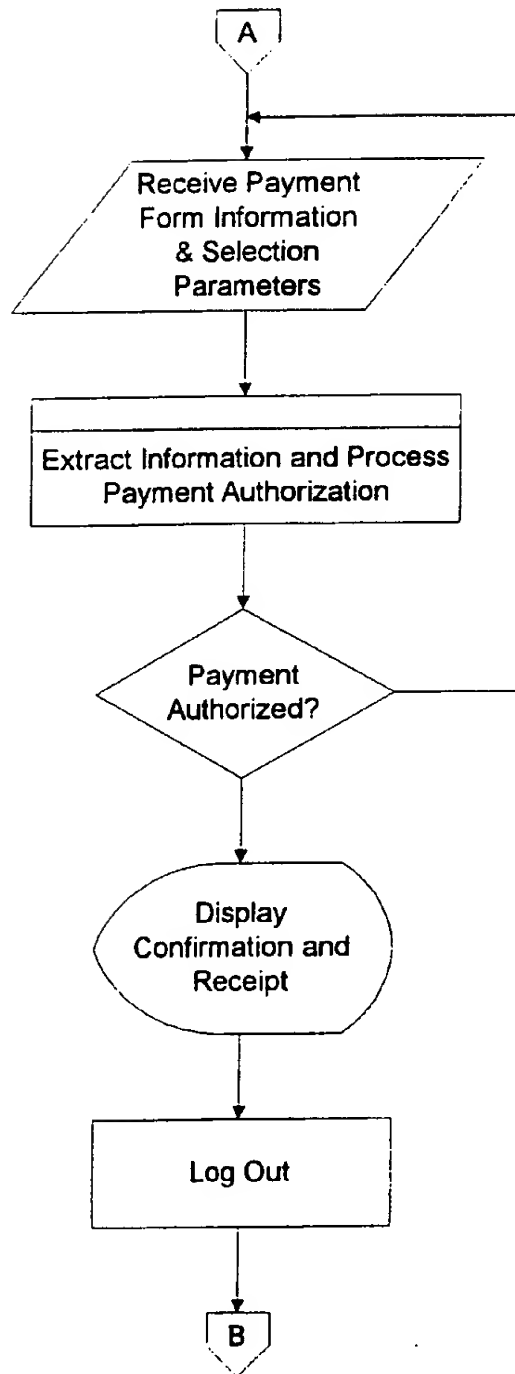 A
Receive Payment
Form Information
& Selection
Parameters
Extract Information and Process
Payment Authorization
Payment
Authorized?
Display
Confirmation and
Receipt
Log Out
B